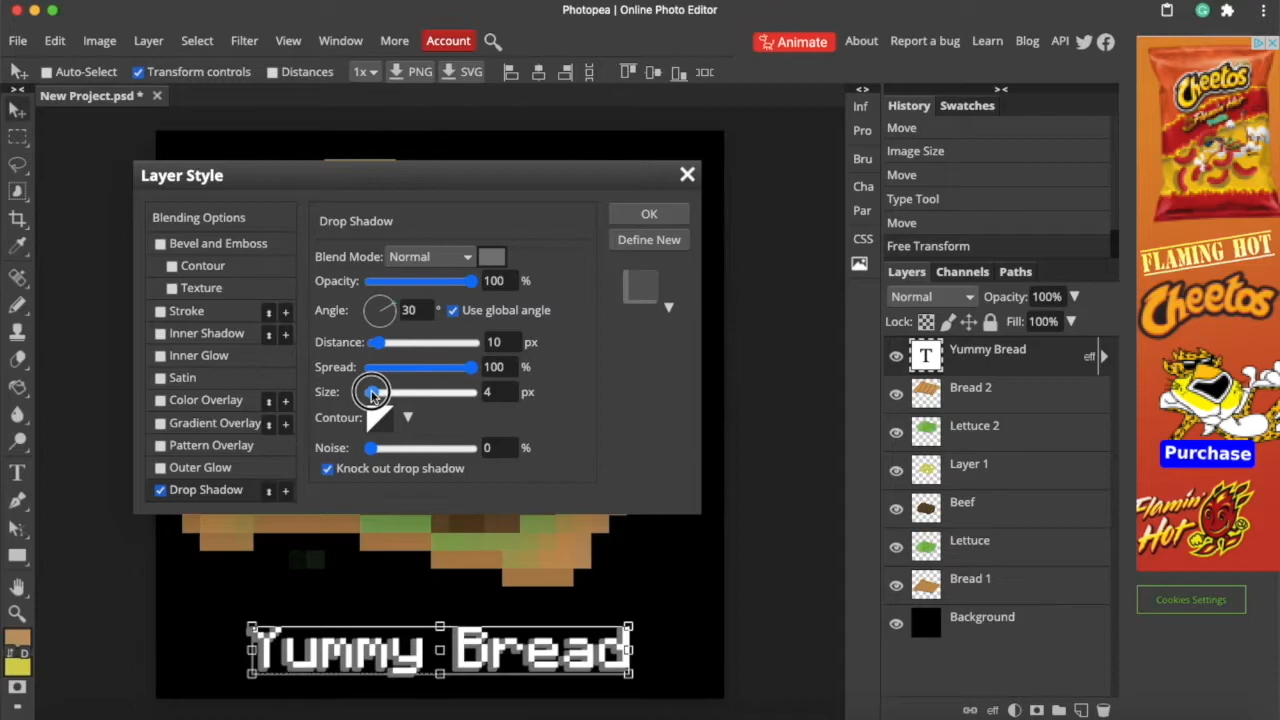 Photopea | Online Photo Editor
File Edit Image Layer Select Filter View Window More Account Animate About Report a bug Learn Blog API
Auto-Select Transform controls Distances 1x PNG SVG
New Project.psd *
Layer Style
Blending Options
Bevel and Emboss
Contour
Texture
Stroke
Inner Shadow
Inner Glow
Satin
Color Overlay
Gradient Overlay
Pattern Overlay
Outer Glow
Drop Shadow
Drop Shadow
Blend Mode: Normal
Opacity: 100 %
Angle: 30 ° Use global angle
Distance: 10 px
Spread: 100 %
Size: 4 px
Contour:
Noise: 0 %
Knock out drop shadow
OK
Define New
Yummy Bread
Inf
Pro
Bru
Cha
Par
CSS
History Swatches
Move
Image Size
Move
Type Tool
Move
Free Transform
Layers Channels Paths
Normal Opacity: 100%
Lock: Fill: 100%
T Yummy Bread eff
Bread 2
Lettuce 2
Layer 1
Beef
Lettuce
Bread 1
Background
eff
Cheetos
FLAMING HOT
Cheetos
Purchase
Flamin'
Hot
Cookies Settings